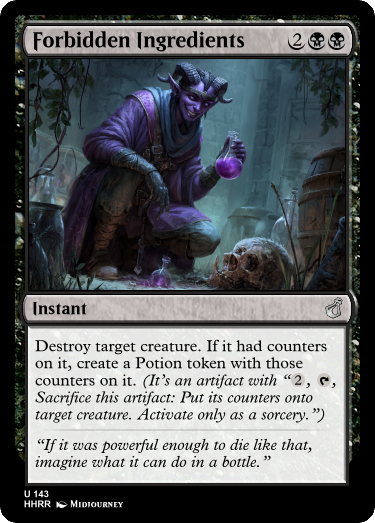 Forbidden Ingredients 2
Instant
Destroy target creature. If it had counters
on it, create a Potion token with those
counters on it. (It's an artifact with “2, ,
Sacrifice this artifact: Put its counters onto
target creature. Activate only as a sorcery.”)
“If it was powerful enough to die like that,
imagine what it can do in a bottle.”
U 143
HHRR Midjourney